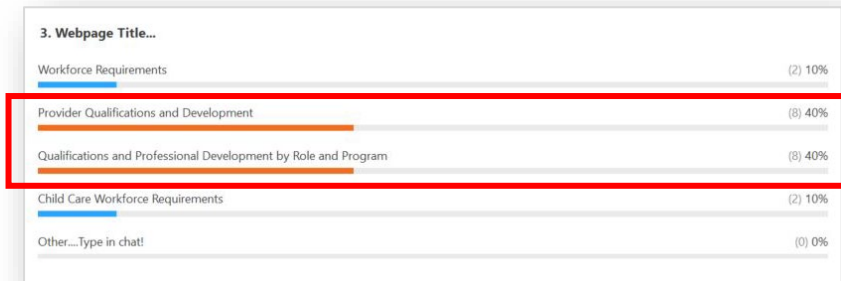 3. Webpage Title...
Workforce Requirements (2) 10%
Provider Qualifications and Development (8) 40%
Qualifications and Professional Development by Role and Program (8) 40%
Child Care Workforce Requirements (2) 10%
Other....Type in chat! (0) 0%